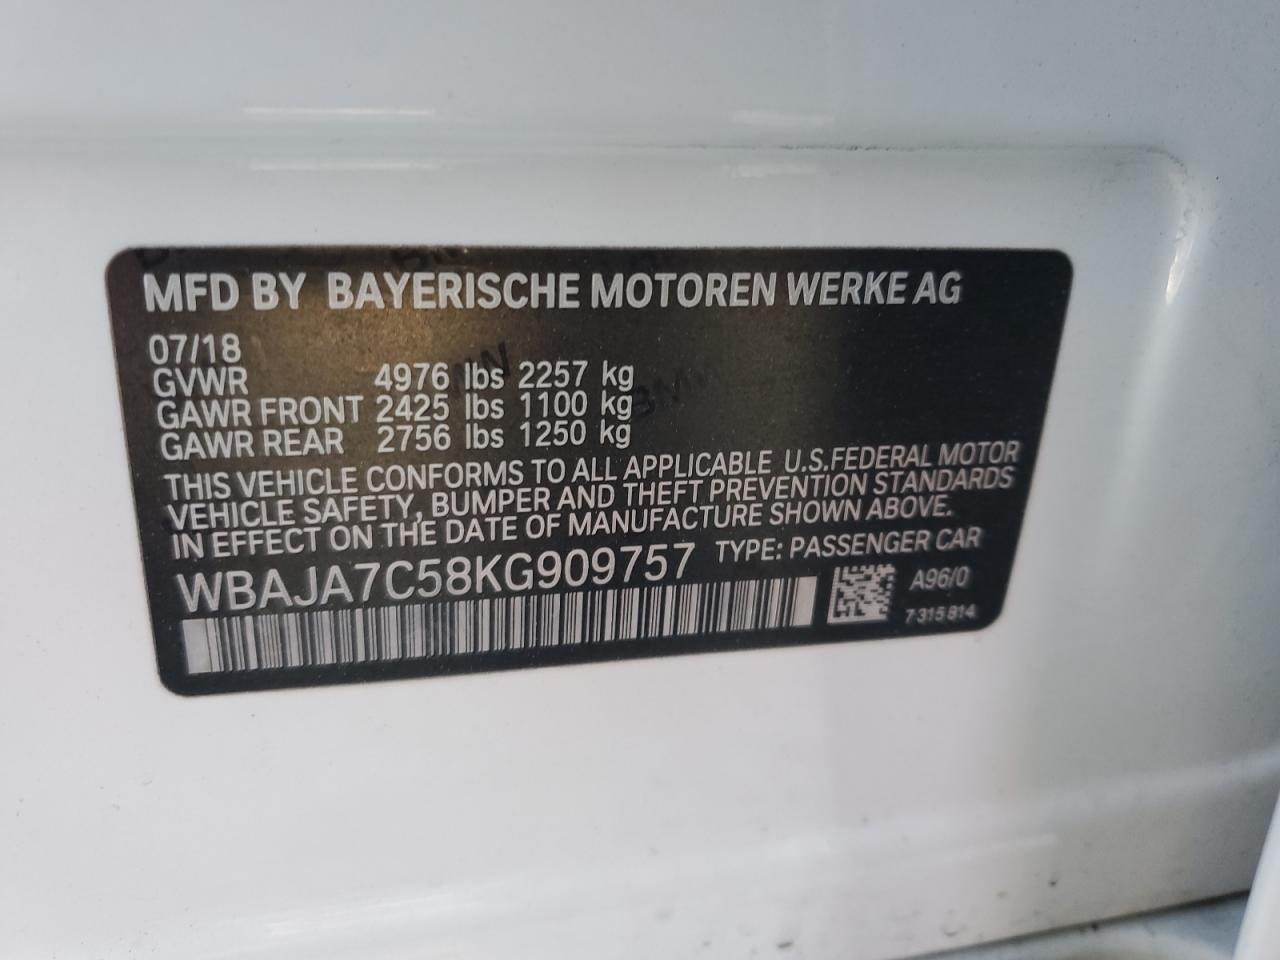 MFD BY BAYERISCHE MOTOREN WERKE AG
07/18
GVWR 4976 lbs 2257 kg
GAWR FRONT 2425 lbs 1100 kg
GAWR REAR 2756 lbs 1250 kg
THIS VEHICLE CONFORMS TO ALL APPLICABLE U.S.FEDERAL MOTOR
VEHICLE SAFETY, BUMPER AND THEFT PREVENTION STANDARDS
IN EFFECT ON THE DATE OF MANUFACTURE SHOWN ABOVE.
WBAJA7C58KG909757 TYPE: PASSENGER CAR
A96/0
7 315 814